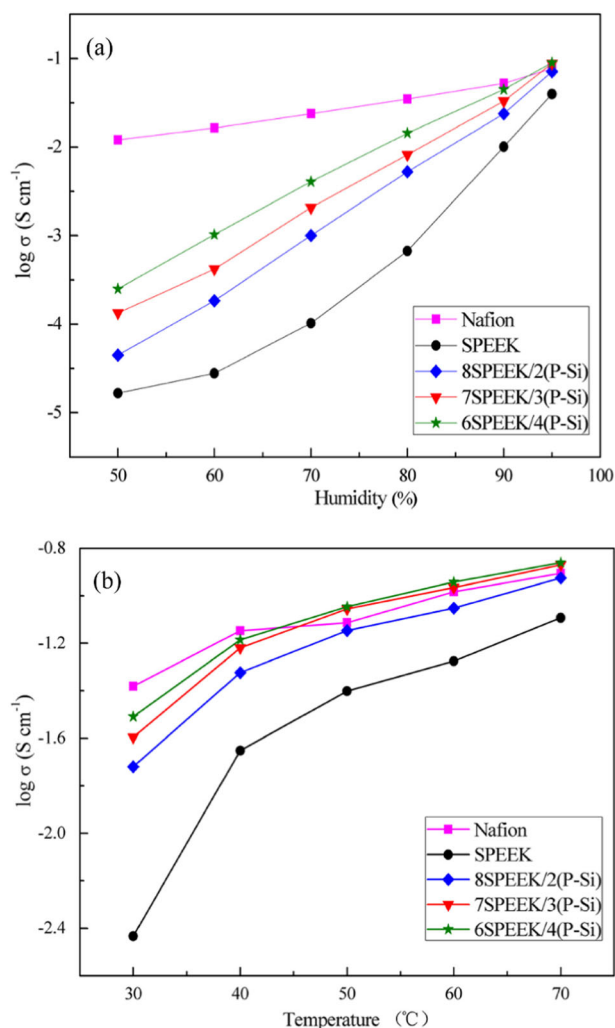 (a)
-1
-2
-3
-4
-5
log σ (S cm⁻¹)
Nafion
SPEEK
8SPEEK/2(P-Si)
7SPEEK/3(P-Si)
6SPEEK/4(P-Si)
50 60 70 80 90 100
Humidity (%)
(b)
-0.8
-1.2
-1.6
-2.0
-2.4
log σ (S cm⁻¹)
Nafion
SPEEK
8SPEEK/2(P-Si)
7SPEEK/3(P-Si)
6SPEEK/4(P-Si)
30 40 50 60 70
Temperature (℃)